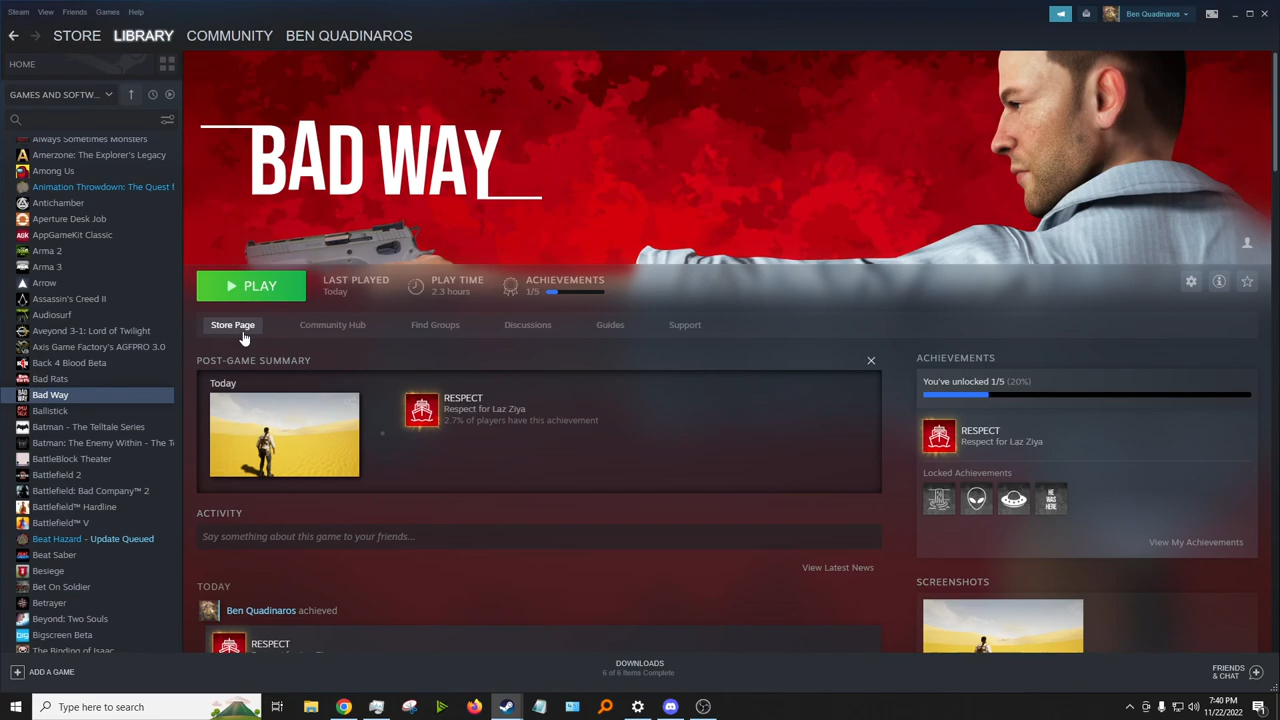 Steam View Friends Games Help
Ben Quadinaros
STORE LIBRARY COMMUNITY BEN QUADINAROS
HOME
GAMES AND SOFTW...
Always Sometimes Monsters
Amerzone: The Explorer's Legacy
Among Us
Animation Throwdown: The Quest f
Antichamber
Aperture Desk Job
AGK AppGameKit Classic
Arma 2
Arma 3
Arrow
Assassin's Creed II
Audiosurf
Aveyond 3-1: Lord of Twilight
Axis Game Factory's AGFPRO 3.0
Back 4 Blood Beta
Bad Rats
BAD WAY Bad Way
Ballistick
Batman - The Telltale Series
Batman: The Enemy Within - The T
BattleBlock Theater
Battlefield 2
Battlefield: Bad Company™ 2
Battlefield™ Hardline
Battlefield™ V
Beat Hazard - Update Queued
Beat Saber
Besiege
Bet On Soldier
Betrayer
Beyond: Two Souls
Bigscreen Beta
The Binding of Isaac
ADD A GAME
BAD WAY
PLAY
LAST PLAYED
Today
PLAY TIME
2.3 hours
ACHIEVEMENTS
1/5
Store Page Community Hub Find Groups Discussions Guides Support
POST-GAME SUMMARY
Today
RESPECT
Respect for Laz Ziya
2.7% of players have this achievement
ACTIVITY
Say something about this game to your friends...
View Latest News
TODAY
Ben Quadinaros achieved
RESPECT
ACHIEVEMENTS
You've unlocked 1/5 (20%)
RESPECT
Respect for Laz Ziya
Locked Achievements
HE WAS HERE
View My Achievements
SCREENSHOTS
DOWNLOADS
6 of 6 Items Complete
FRIENDS
& CHAT
Type here to search
7:40 PM
11/22/2022